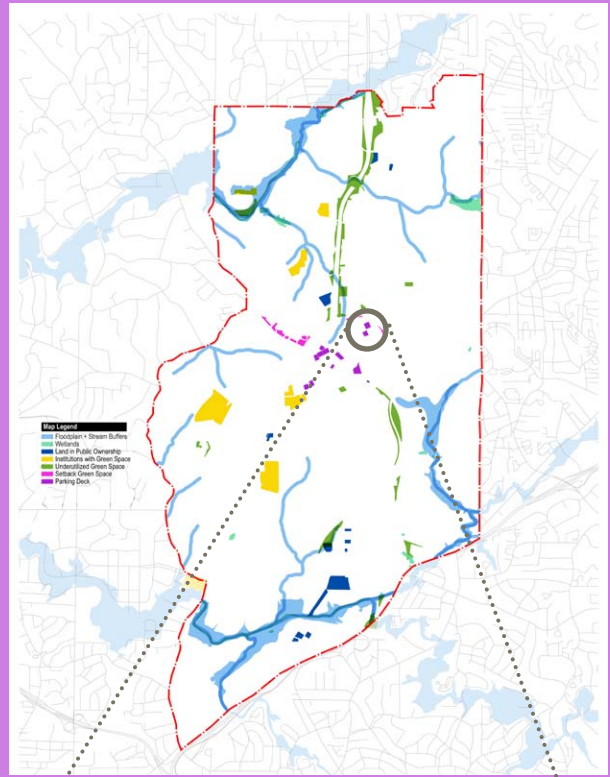 Map Legend
Floodplain + Stream Buffers
Wetlands
Land in Public Ownership
Institutions with Green Space
Underutilized Green Space
Setback Green Space
Parking Deck